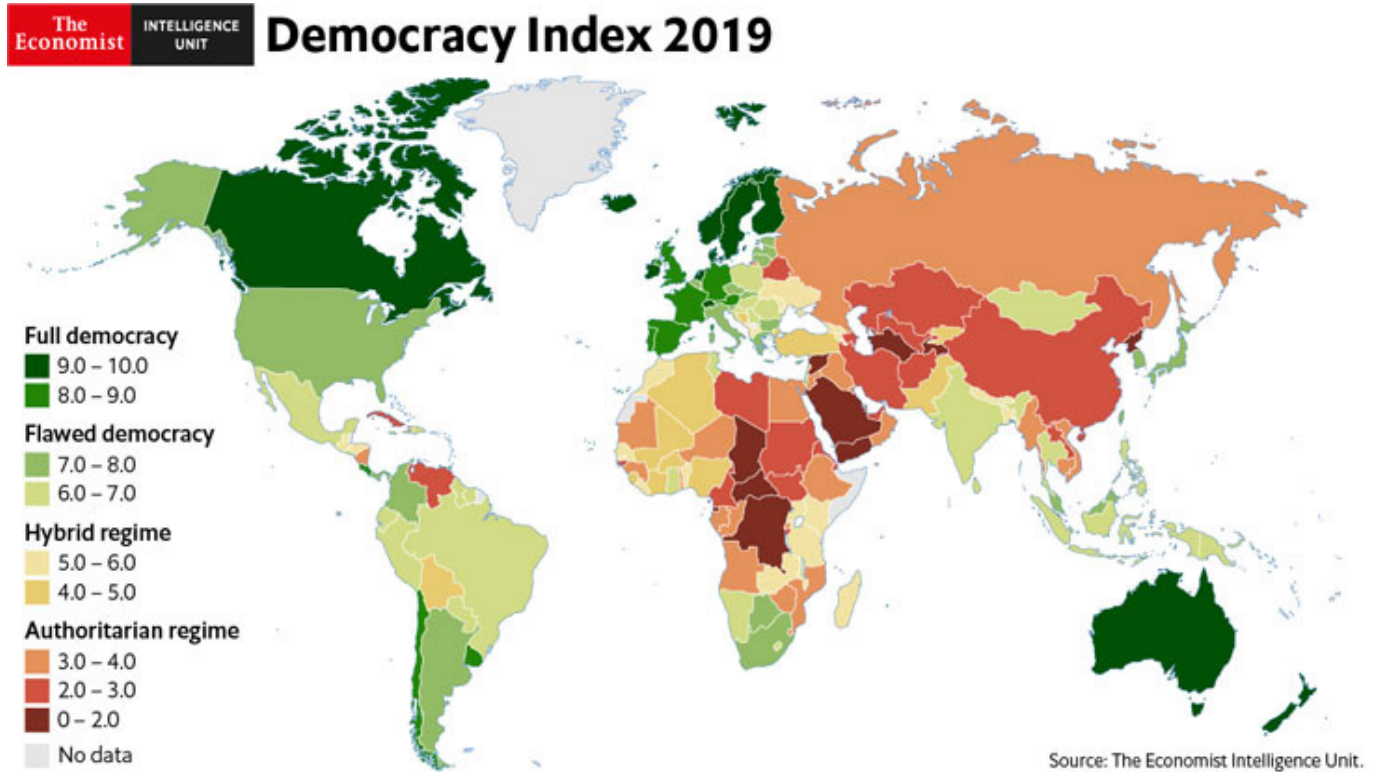 The
Economist
INTELLIGENCE
UNIT
Democracy Index 2019
Full democracy
9.0 – 10.0
8.0 – 9.0
Flawed democracy
7.0 – 8.0
6.0 – 7.0
Hybrid regime
5.0 – 6.0
4.0 – 5.0
Authoritarian regime
3.0 – 4.0
2.0 – 3.0
0 – 2.0
No data
Source: The Economist Intelligence Unit.